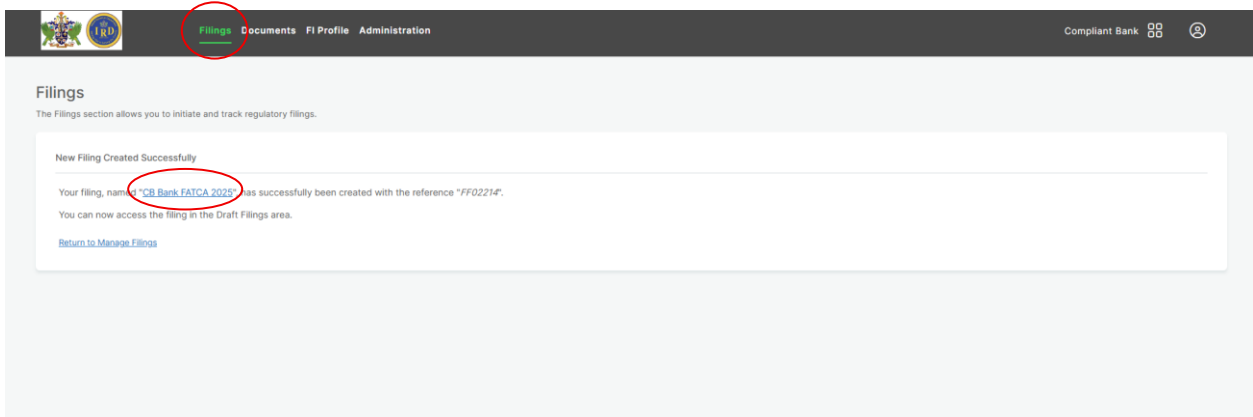 IRD
Filings Documents FI Profile Administration
Compliant Bank
Filings
The Filings section allows you to initiate and track regulatory filings.
New Filing Created Successfully
Your filing, named "CB Bank FATCA 2025", has successfully been created with the reference "FF02214".
You can now access the filing in the Draft Filings area.
Return to Manage Filings